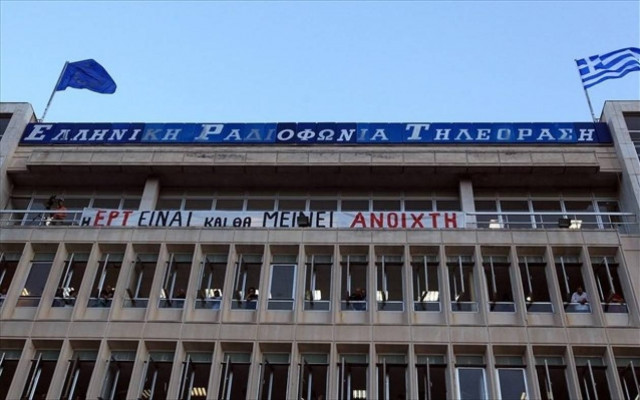 ΕΛΛΗΝΙΚΗ ΡΑΔΙΟΦΩΝΙΑ ΤΗΛΕΟΡΑΣΗ
Η ΕΡΤ ΕΙΝΑΙ ΚΑΙ ΘΑ ΜΕΙΝΕΙ ΑΝΟΙΧΤΗ